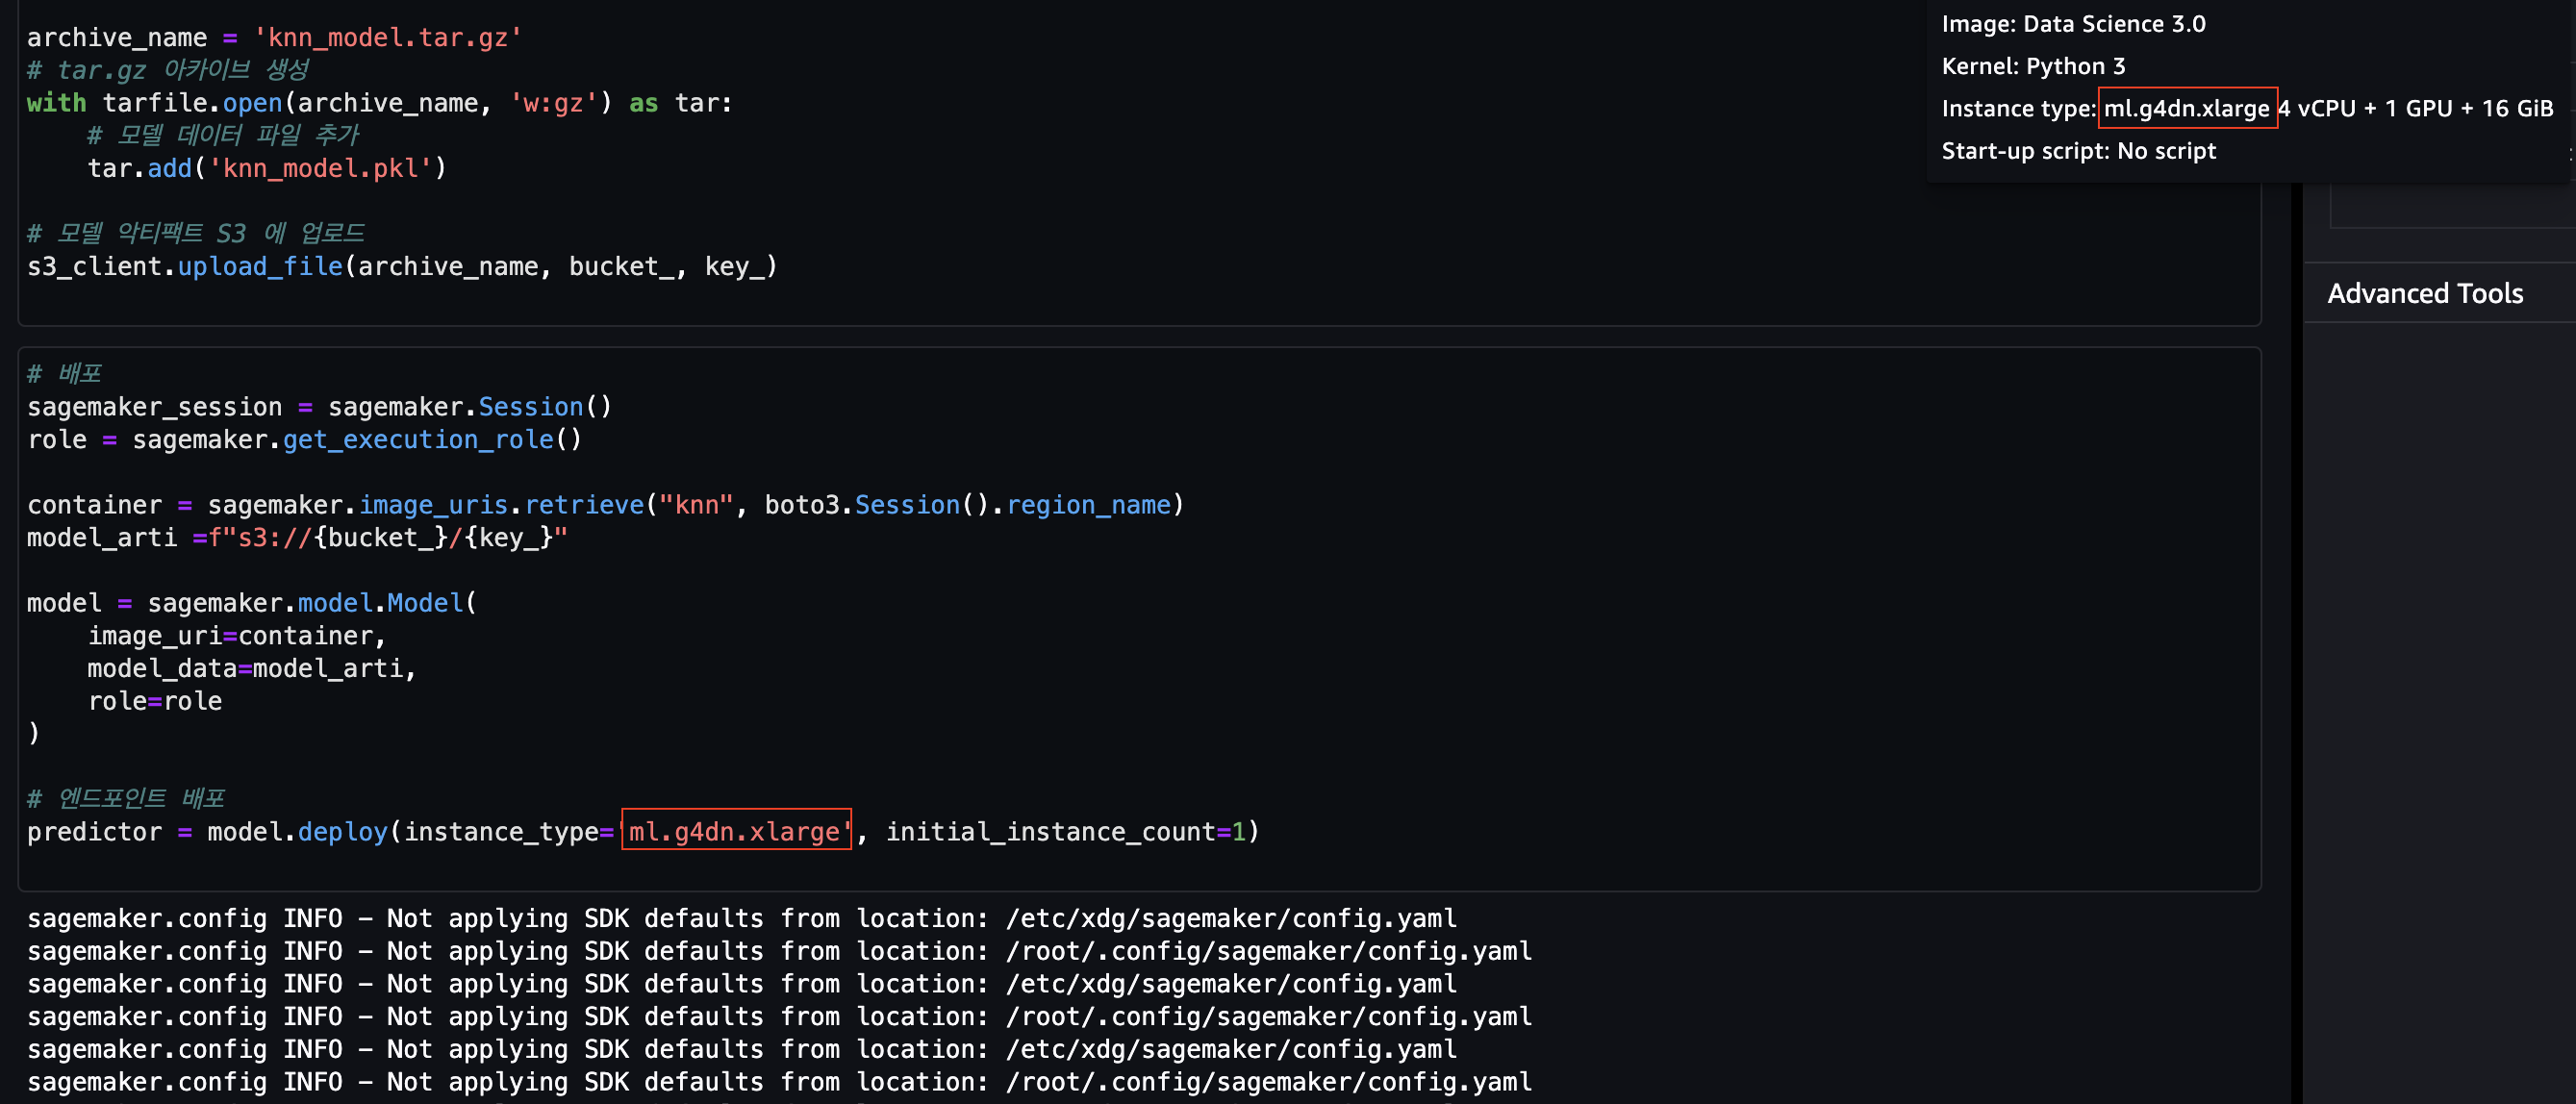 archive_name = 'knn_model.tar.gz'
# tar.gz 아카이브 생성
with tarfile.open(archive_name, 'w:gz') as tar:
    # 모델 데이터 파일 추가
    tar.add('knn_model.pkl')
# 모델 악티팩트 S3 에 업로드
s3_client.upload_file(archive_name, bucket_, key_)
Image: Data Science 3.0
Kernel: Python 3
Instance type: ml.g4dn.xlarge 4 vCPU + 1 GPU + 16 GiB
Start-up script: No script
Advanced Tools
# 배포
sagemaker_session = sagemaker.Session()
role = sagemaker.get_execution_role()
container = sagemaker.image_uris.retrieve("knn", boto3.Session().region_name)
model_arti =f"s3://{bucket_}/{key_}"
model = sagemaker.model.Model(
    image_uri=container,
    model_data=model_arti,
    role=role
)
# 엔드포인트 배포
predictor = model.deploy(instance_type='ml.g4dn.xlarge', initial_instance_count=1)
sagemaker.config INFO - Not applying SDK defaults from location: /etc/xdg/sagemaker/config.yaml
sagemaker.config INFO - Not applying SDK defaults from location: /root/.config/sagemaker/config.yaml
sagemaker.config INFO - Not applying SDK defaults from location: /etc/xdg/sagemaker/config.yaml
sagemaker.config INFO - Not applying SDK defaults from location: /root/.config/sagemaker/config.yaml
sagemaker.config INFO - Not applying SDK defaults from location: /etc/xdg/sagemaker/config.yaml
sagemaker.config INFO - Not applying SDK defaults from location: /root/.config/sagemaker/config.yaml